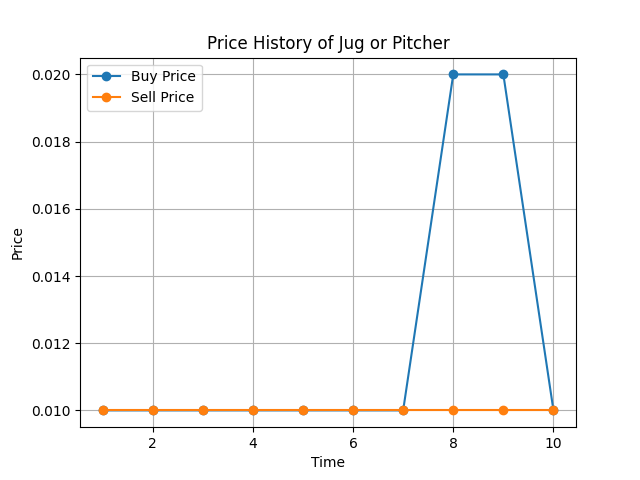 Price History of Jug or Pitcher
Buy Price
Sell Price
0.020
0.018
0.016
0.014
0.012
0.010
Price
2 4 6 8 10
Time